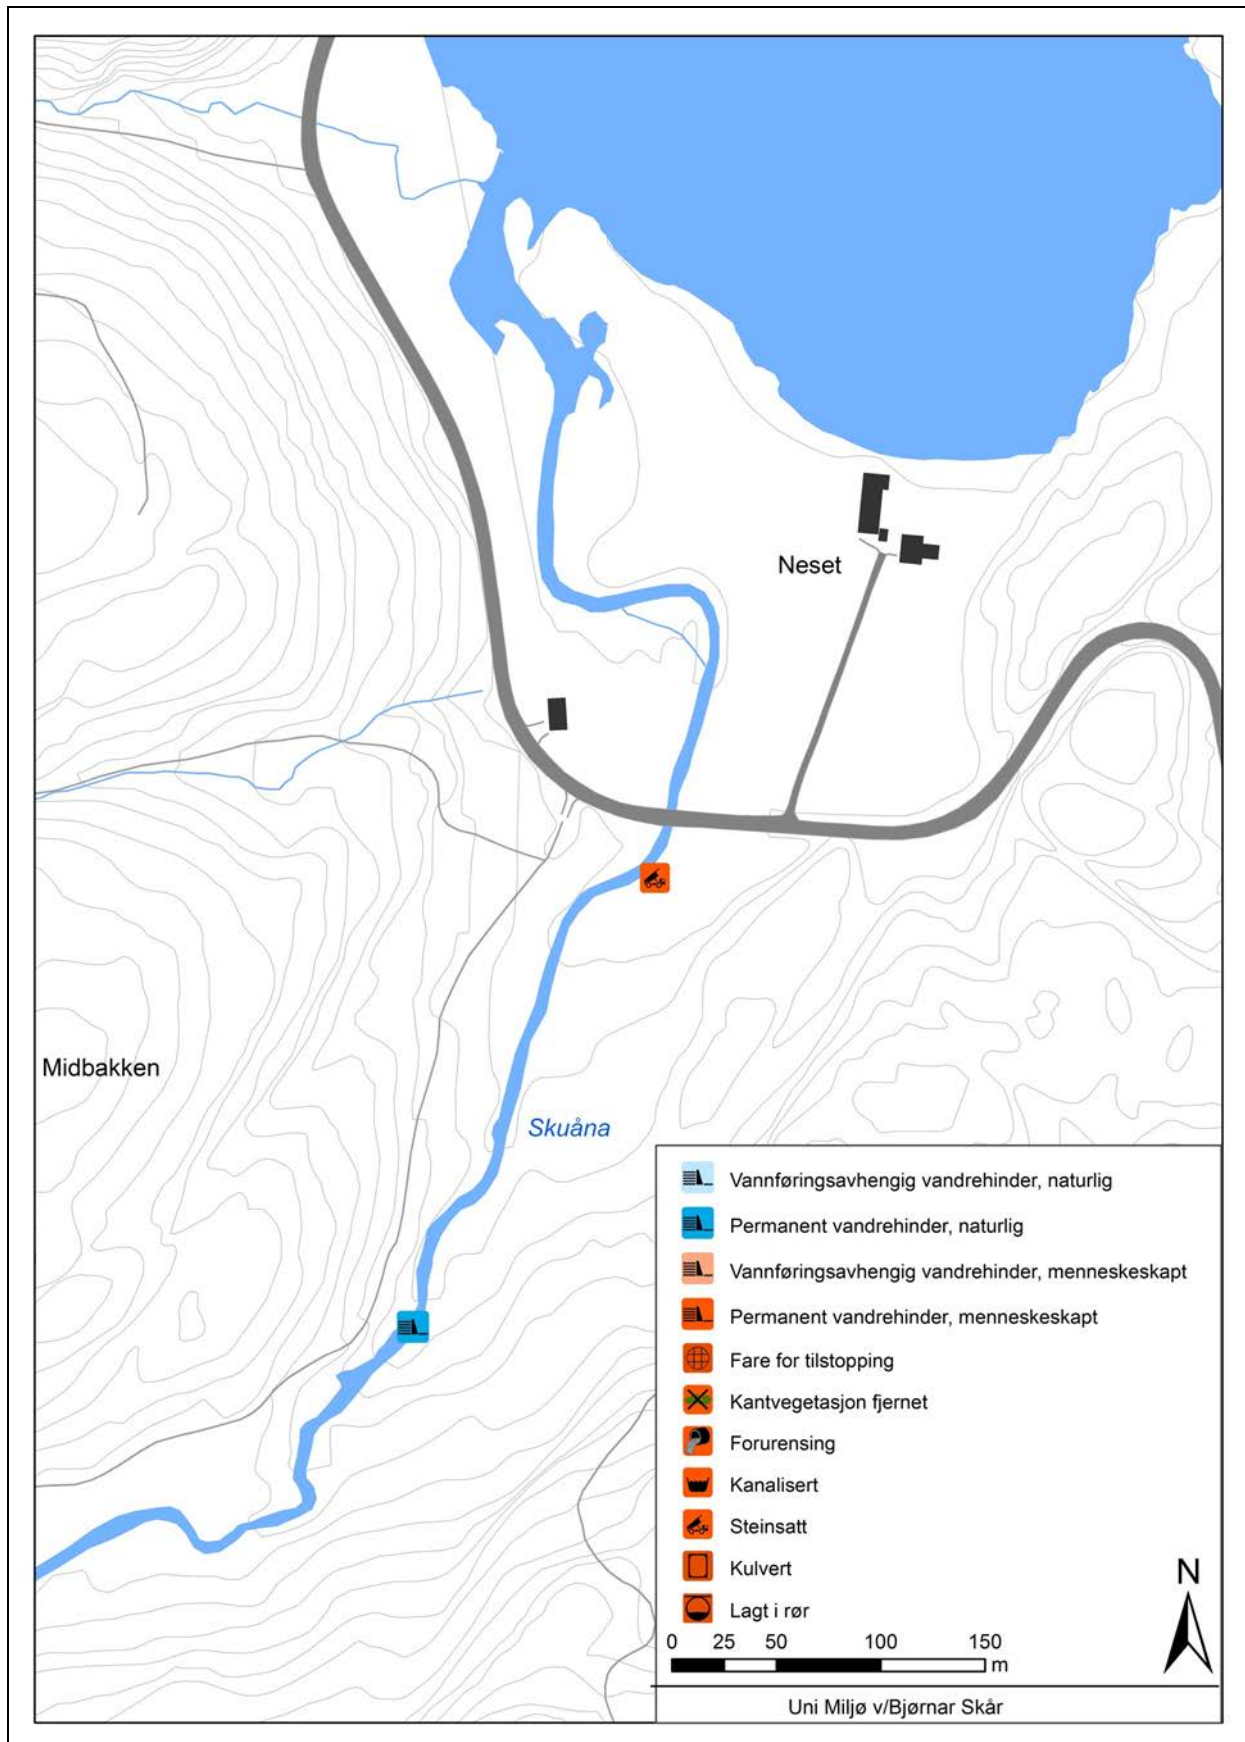 Neset
Midbakken
Skuåna
Vannføringsavhengig vandrehinder, naturlig
Permanent vandrehinder, naturlig
Vannføringsavhengig vandrehinder, menneskeskapt
Permanent vandrehinder, menneskeskapt
Fare for tilstopping
Kantvegetasjon fjernet
Forurensing
Kanalisert
Steinsatt
Kulvert
Lagt i rør
N
0 25 50 100 150
m
Uni Miljø v/Bjørnar Skår